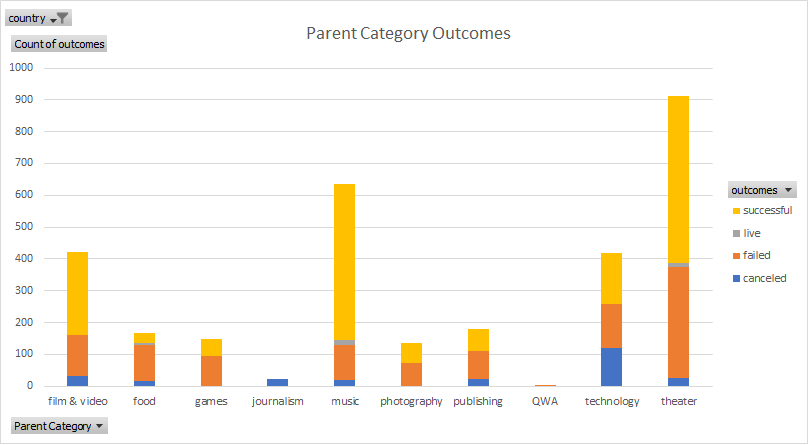 country
Count of outcomes
Parent Category Outcomes
1000
900
800
700
600
500
400
300
200
100
0
film & video food games journalism music photography publishing QWA technology theater
outcomes
successful
live
failed
canceled
Parent Category